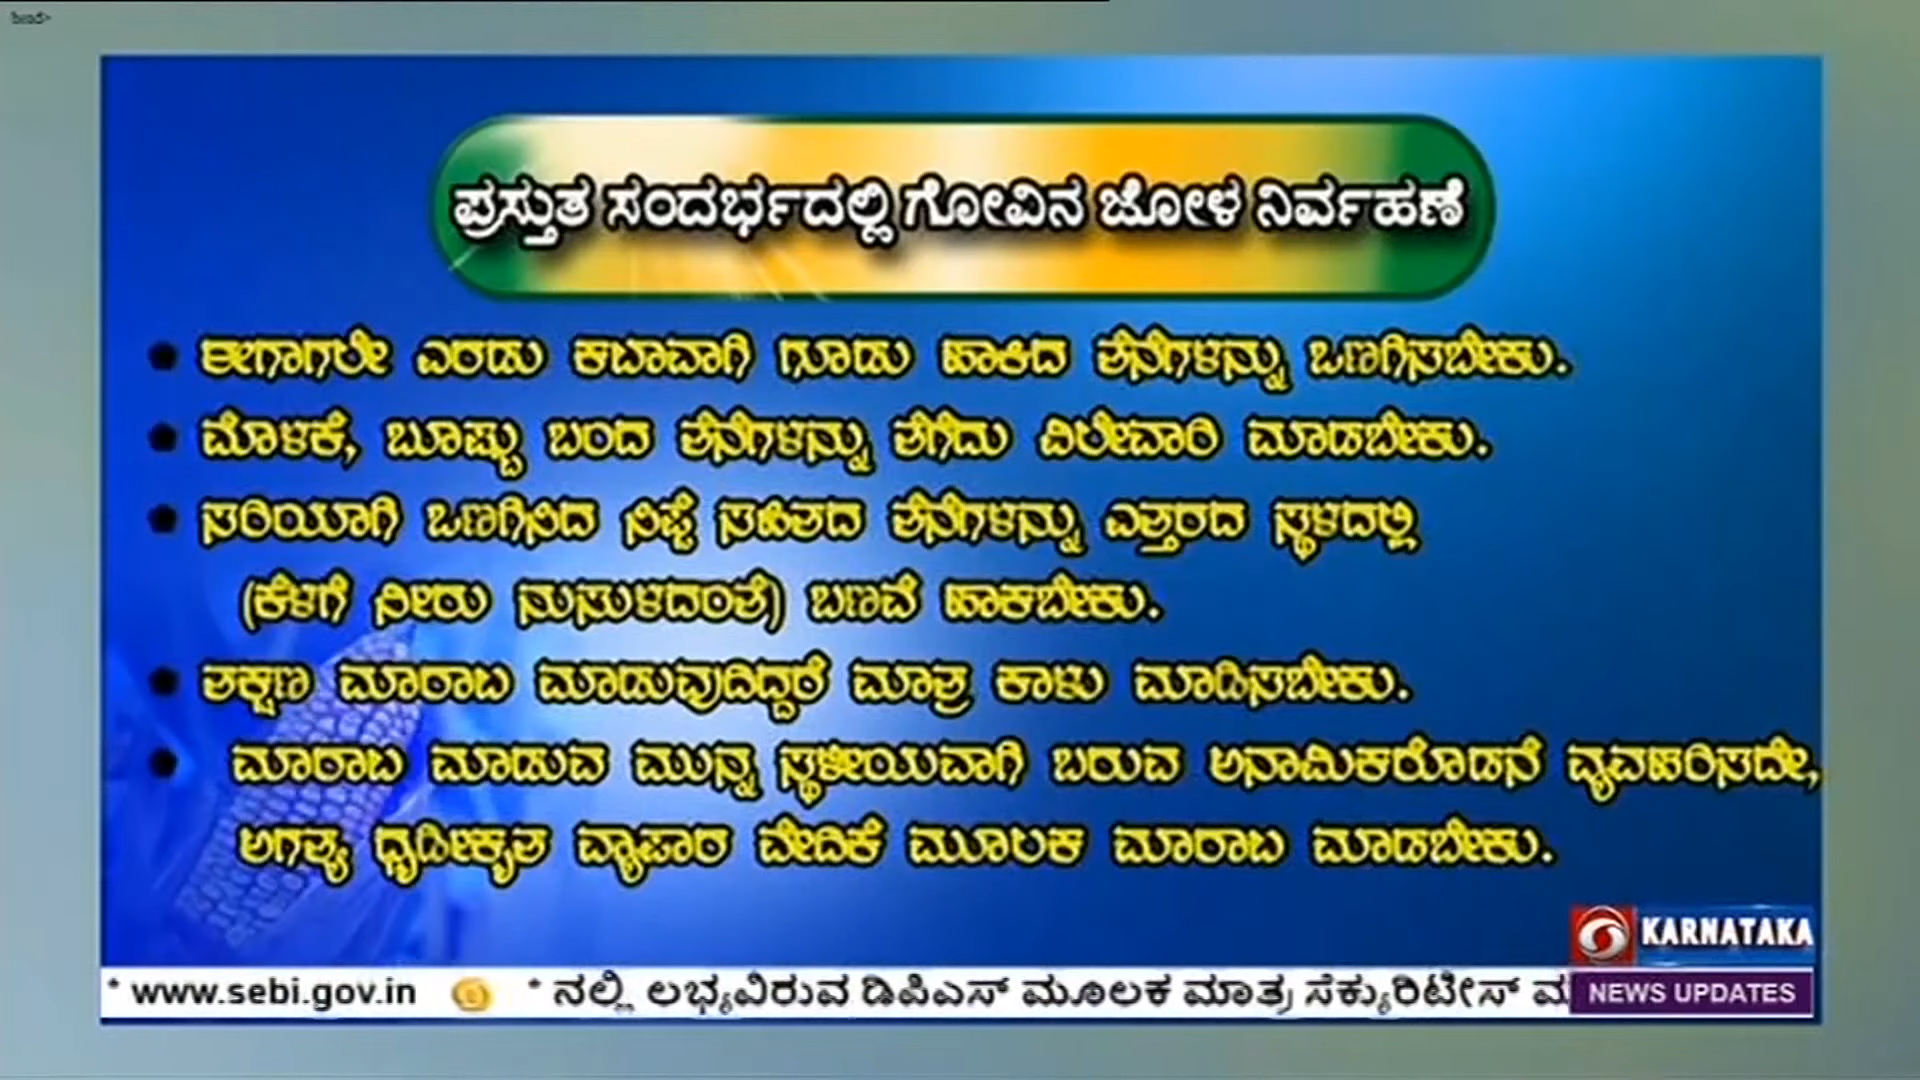 ಪ್ರಸ್ತುತ ಸಂದರ್ಭದಲ್ಲಿ ಗೋವಿನ ಜೋಳ ನಿರ್ವಹಣೆ
ಈಗಾಗಲೇ ಎರಡು ಕಟಾವಾಗಿ ಗೂಡು ಹಾಕಿದ ತೆನೆಗಳನ್ನು ಒಣಗಿಸಬೇಕು.
ಮೊಳಕೆ, ಬೂಷ್ಟು ಬಂದ ತೆನೆಗಳನ್ನು ತೆಗೆದು ವಿಲೇವಾರಿ ಮಾಡಬೇಕು.
ಸರಿಯಾಗಿ ಒಣಗಿಸಿದ ಸಿಪ್ಪೆ ಸಹಿತದ ತೆನೆಗಳನ್ನು ಎತ್ತರದ ಸ್ಥಳದಲ್ಲಿ
(ಕೆಳಗೆ ನೀರು ನುಸುಳದಂತೆ) ಬಣವೆ ಹಾಕಬೇಕು.
ತಕ್ಷಣ ಮಾರಾಟ ಮಾಡುವುದಿದ್ದರೆ ಮಾತ್ರ ಕಾಳು ಮಾಡಿಸಬೇಕು.
ಮಾರಾಟ ಮಾಡುವ ಮುನ್ನ ಸ್ಥಳೀಯವಾಗಿ ಬರುವ ಅನಾಮಿಕರೊಡನೆ ವ್ಯವಹರಿಸದೇ,
ಅಗತ್ಯ ಧೃಡೀಕೃತ ವ್ಯಾಪಾರ ವೇದಿಕೆ ಮೂಲಕ ಮಾರಾಟ ಮಾಡಬೇಕು.
KARNATAKA
* www.sebi.gov.in * ನಲ್ಲಿ ಲಭ್ಯವಿರುವ ಡಿಪಿಎಸ್ ಮೂಲಕ ಮಾತ್ರ ಸೆಕ್ಯುರಿಟೀಸ್ NEWS UPDATES